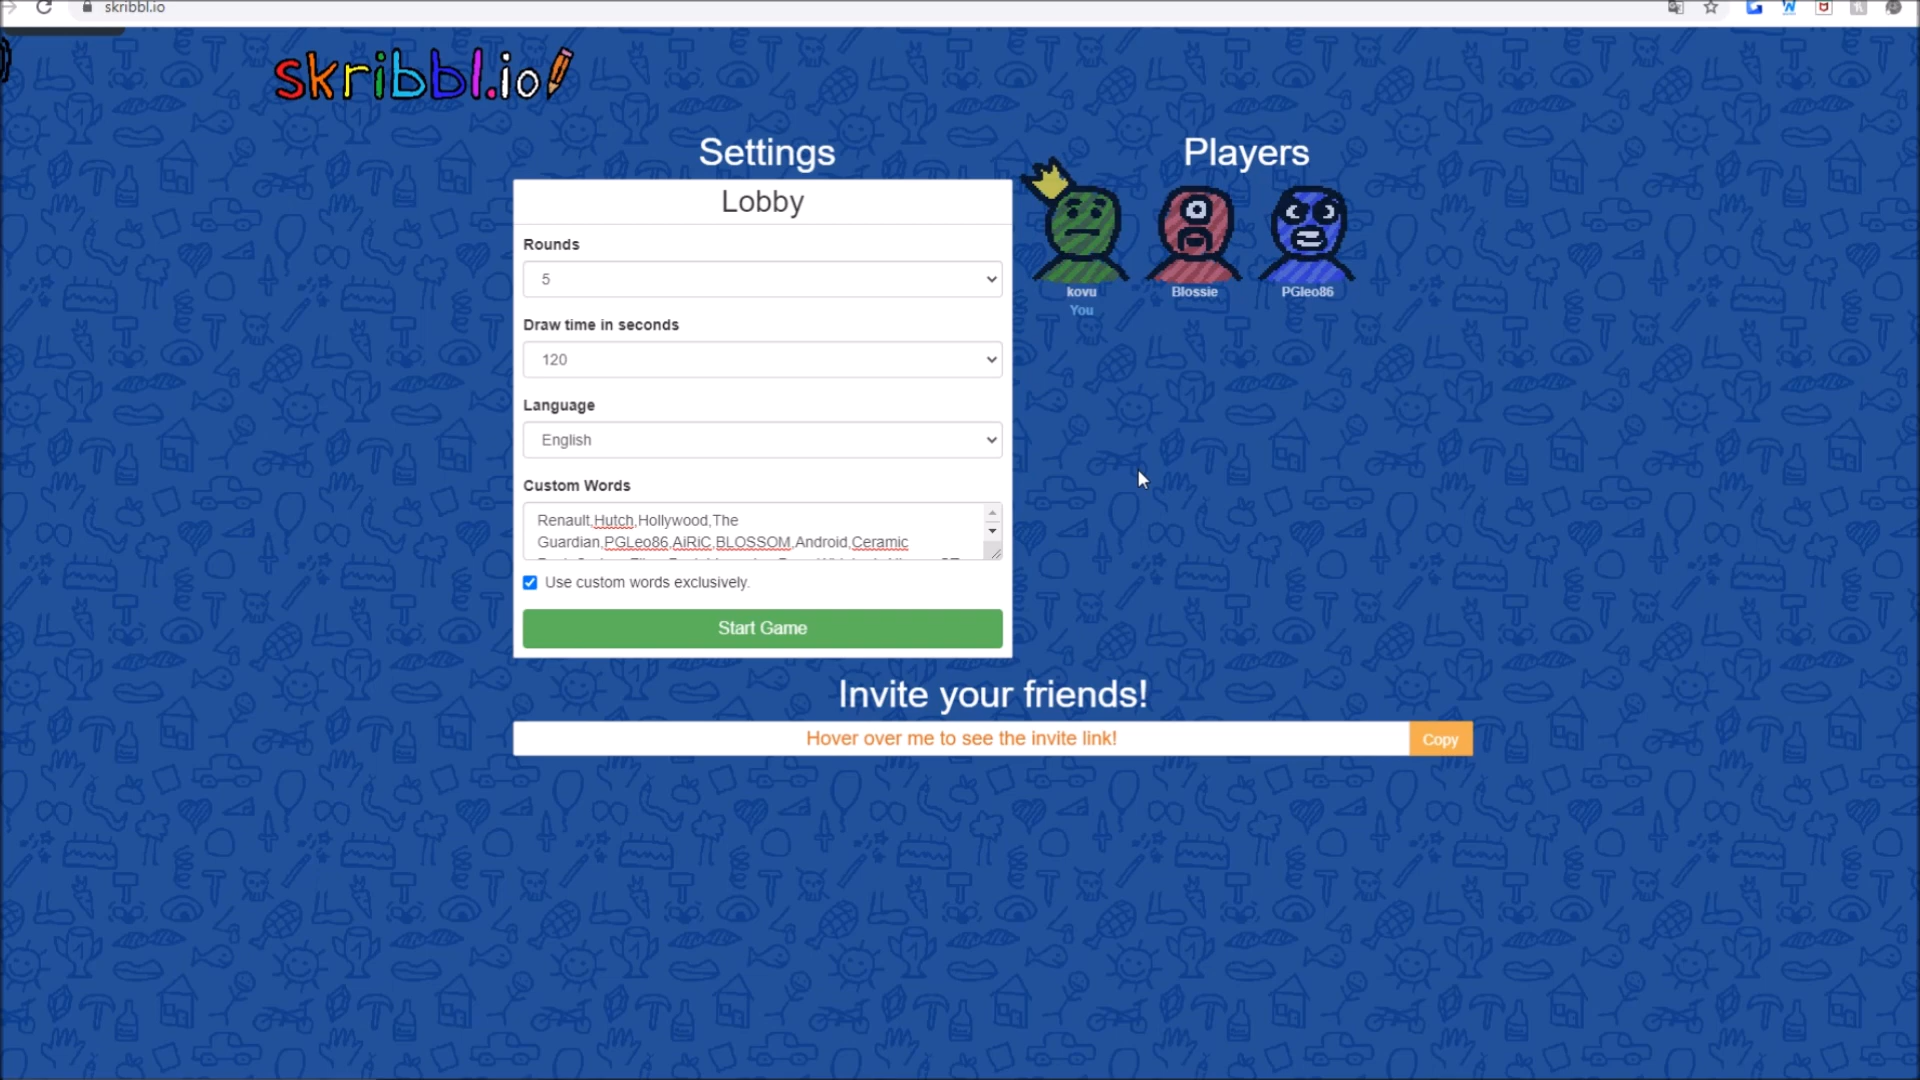 skribbl.io
skribbl.io
Settings
Players
Lobby
Rounds
5
kovu
Blossie
PGleo86
You
Draw time in seconds
120
Language
English
Custom Words
Renault,Hutch,Hollywood,The
Guardian,PGLeo86,AiRiC,BLOSSOM,Android,Ceramic
Use custom words exclusively.
Start Game
Invite your friends!
Hover over me to see the invite link!
Copy